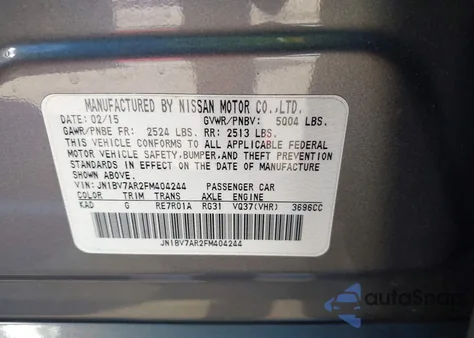 MANUFACTURED BY NISSAN MOTOR CO.,LTD.
DATE: 02/15 GVWR/PNBV: 5004 LBS.
GAWR/PNBE FR: 2524 LBS. RR: 2513 LBS.
THIS VEHICLE CONFORMS TO ALL APPLICABLE FEDERAL
MOTOR VEHICLE SAFETY, BUMPER, AND THEFT PREVENTION
STANDARDS IN EFFECT ON THE DATE OF MANUFACTURE
SHOWN ABOVE.
VIN: JN1BV7AR2FM404244 PASSENGER CAR
COLOR TRIM TRANS AXLE ENGINE
KAD G RE7R01A RG31 VQ37(VHR) 3696CC
JN1BV7AR2FM404244
autoSnap